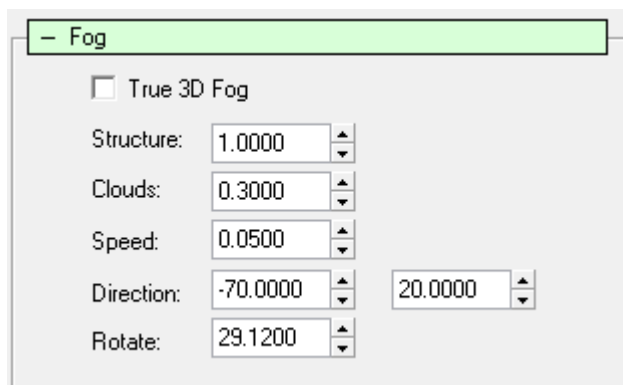 – Fog
True 3D Fog
Structure: 1.0000
Clouds: 0.3000
Speed: 0.0500
Direction: -70.0000 20.0000
Rotate: 29.1200